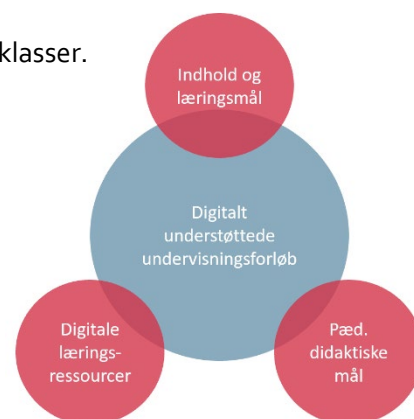 klasser.
Indhold og
læringsmål
Digitalt
understøttede
undervisningsforløb
Digitale
lærings-
ressourcer
Pæd.
didaktiske
mål